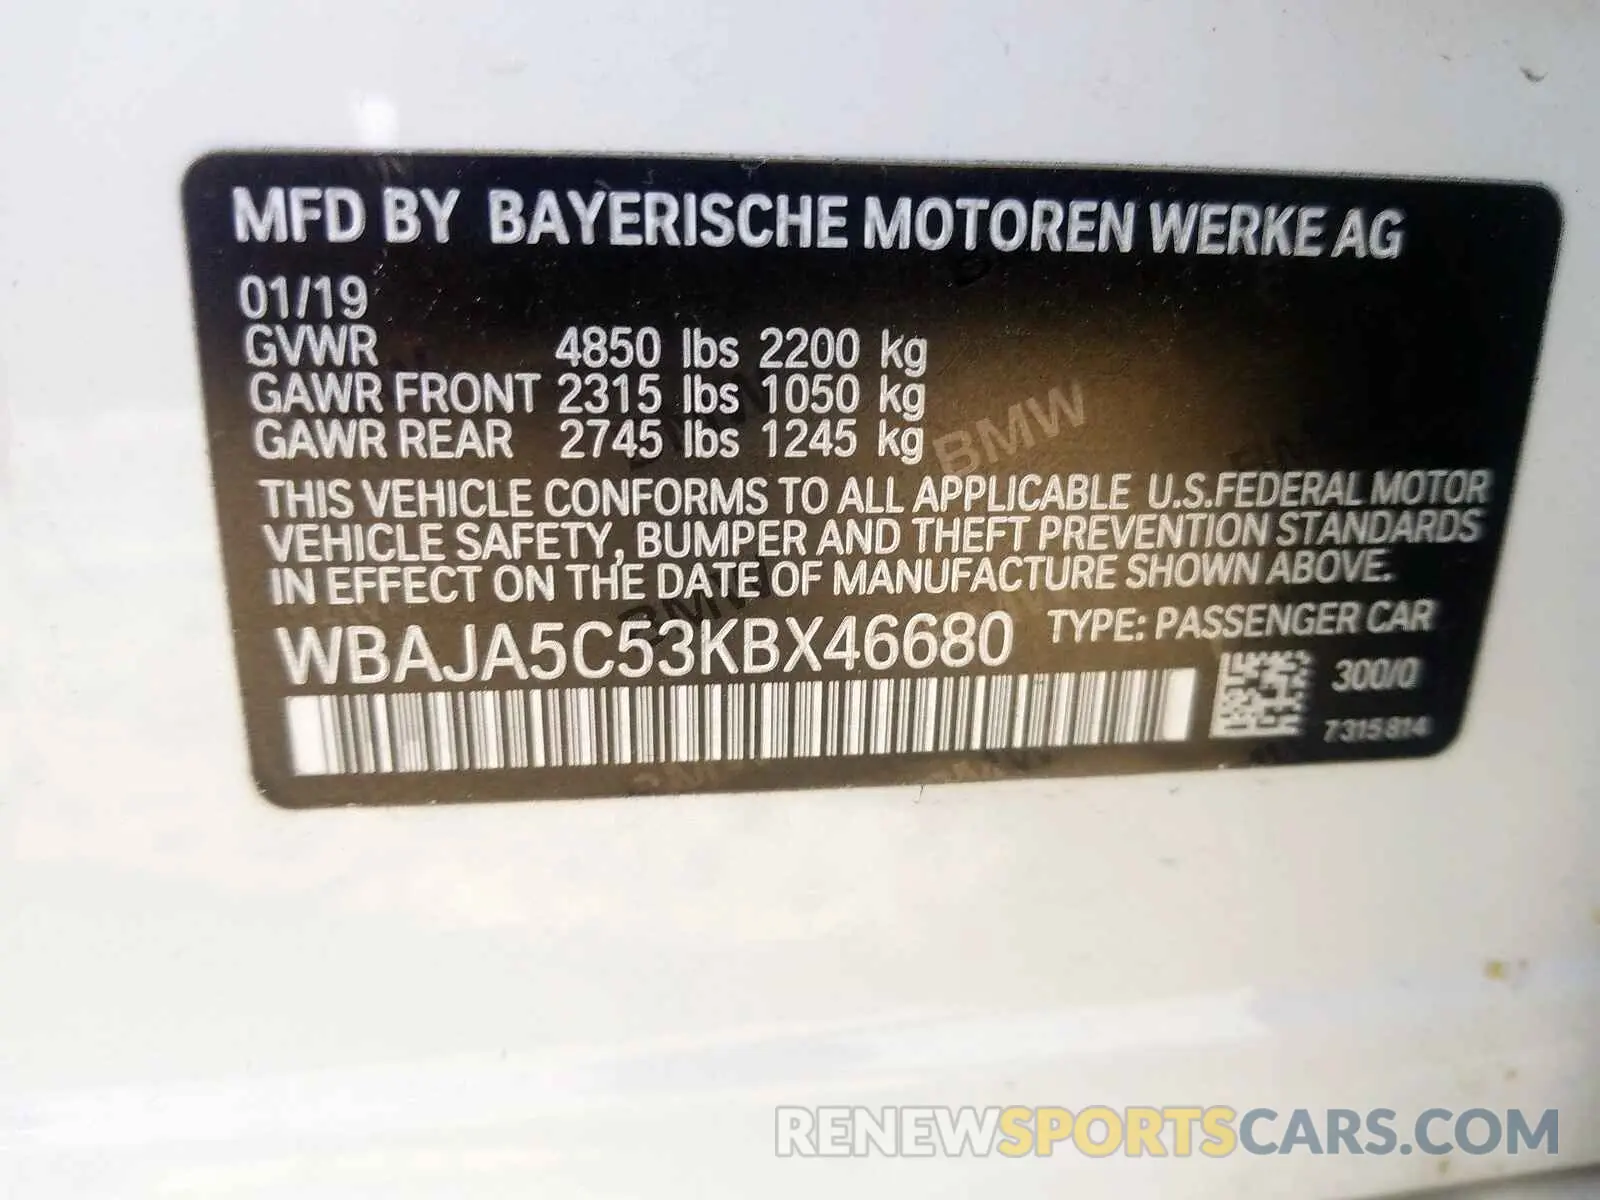 MFD BY BAYERISCHE MOTOREN WERKE AG
01/19
GVWR 4850 lbs 2200 kg
GAWR FRONT 2315 lbs 1050 kg
GAWR REAR 2745 lbs 1245 kg
THIS VEHICLE CONFORMS TO ALL APPLICABLE U.S.FEDERAL MOTOR
VEHICLE SAFETY, BUMPER AND THEFT PREVENTION STANDARDS
IN EFFECT ON THE DATE OF MANUFACTURE SHOWN ABOVE.
WBAJA5C53KBX46680 TYPE: PASSENGER CAR
300/0
7315814
BMW
BMW
BMW
RENEWSPORTSCARS.COM